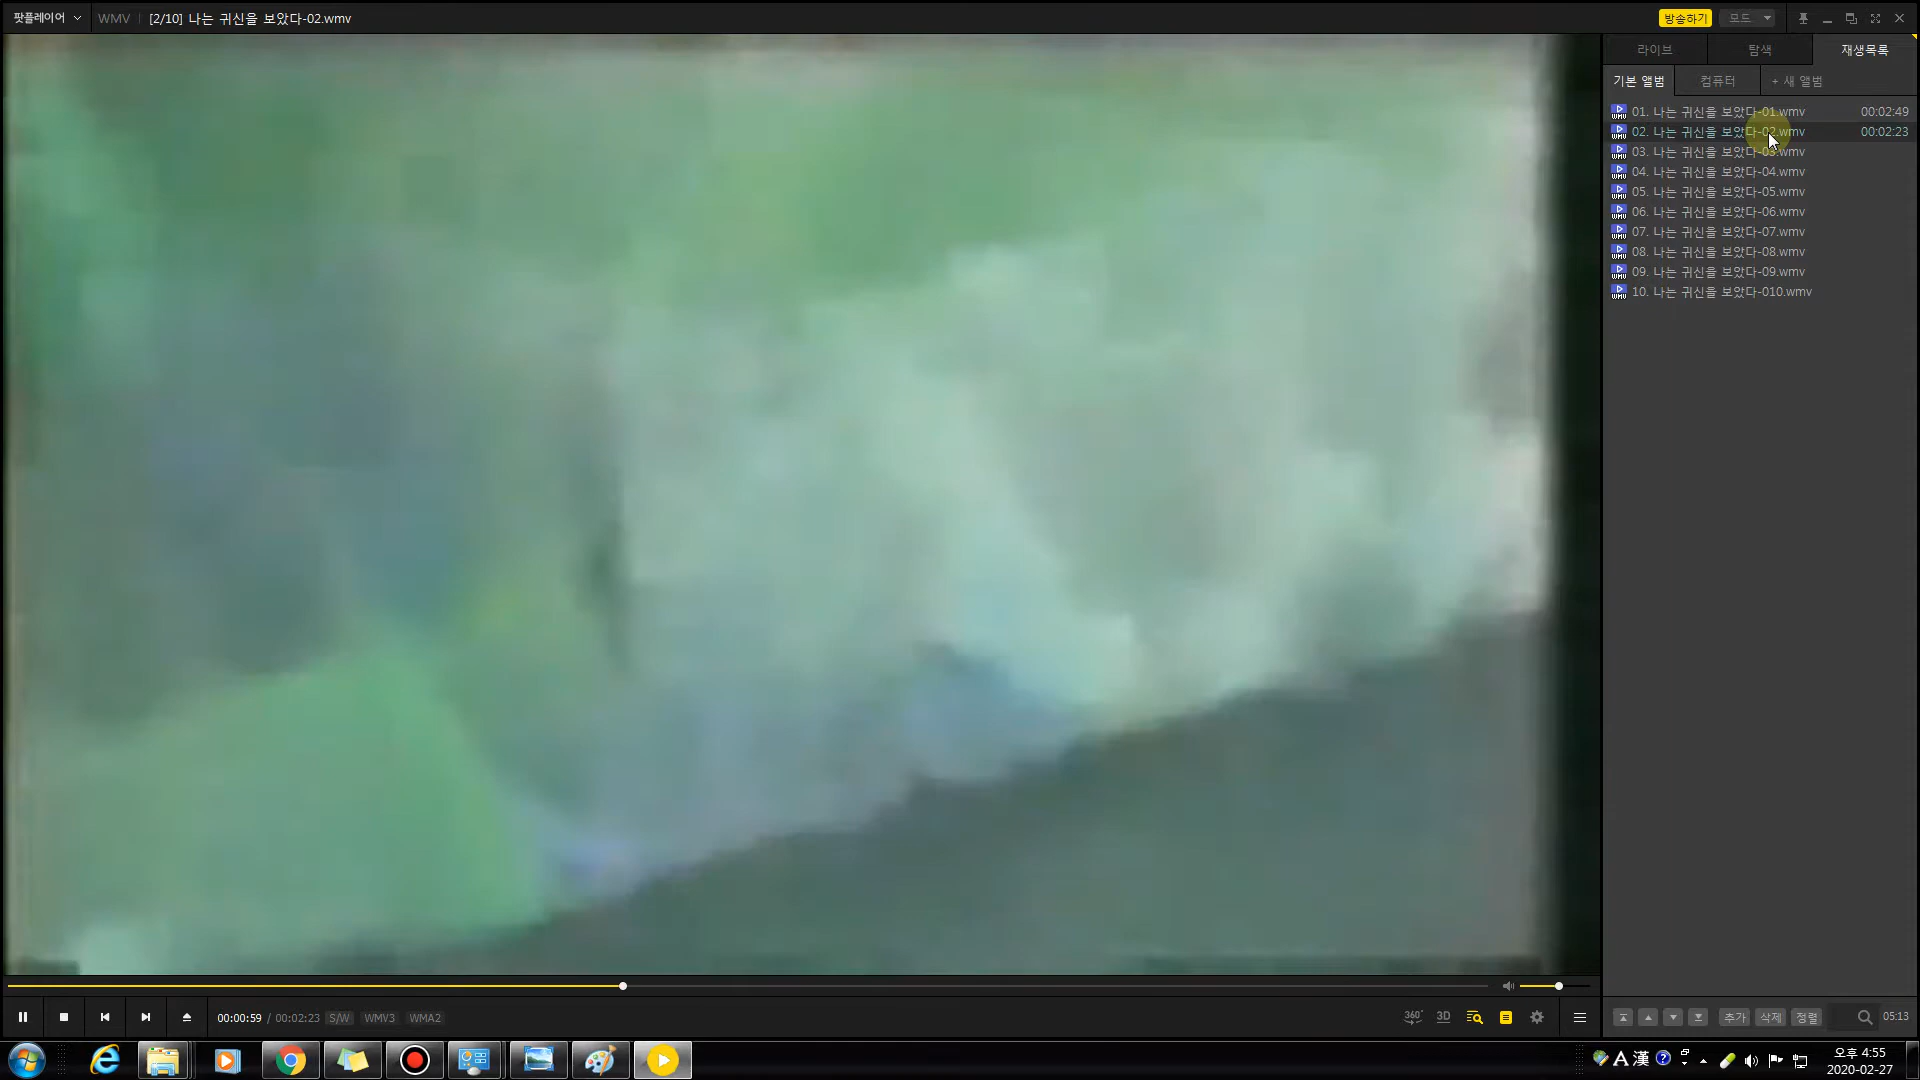 팟플레이어 WMV [2/10] 나는 귀신을 보았다-02.wmv 방송하기 모드
라이브 탐색 재생목록
기본 앨범 컴퓨터 + 새 앨범
01. 나는 귀신을 보았다-01.wmv 00:02:49
02. 나는 귀신을 보았다-02.wmv 00:02:23
03. 나는 귀신을 보았다-03.wmv
04. 나는 귀신을 보았다-04.wmv
05. 나는 귀신을 보았다-05.wmv
06. 나는 귀신을 보았다-06.wmv
07. 나는 귀신을 보았다-07.wmv
08. 나는 귀신을 보았다-08.wmv
09. 나는 귀신을 보았다-09.wmv
10. 나는 귀신을 보았다-010.wmv
00:00:59 / 00:02:23 S/W WMV3 WMA2 360° 3D 추가 삭제 정렬 05:13
A 漢 오후 4:55
2020-02-27